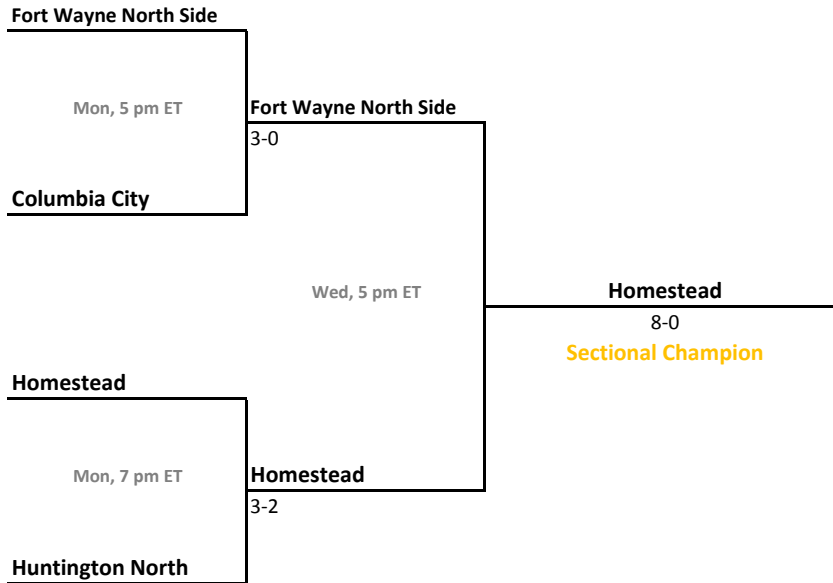 Fort Wayne North Side
Mon, 5 pm ET
Fort Wayne North Side
3-0
Columbia City
Wed, 5 pm ET
Homestead
8-0
Sectional Champion
Homestead
Mon, 7 pm ET
Homestead
3-2
Huntington North